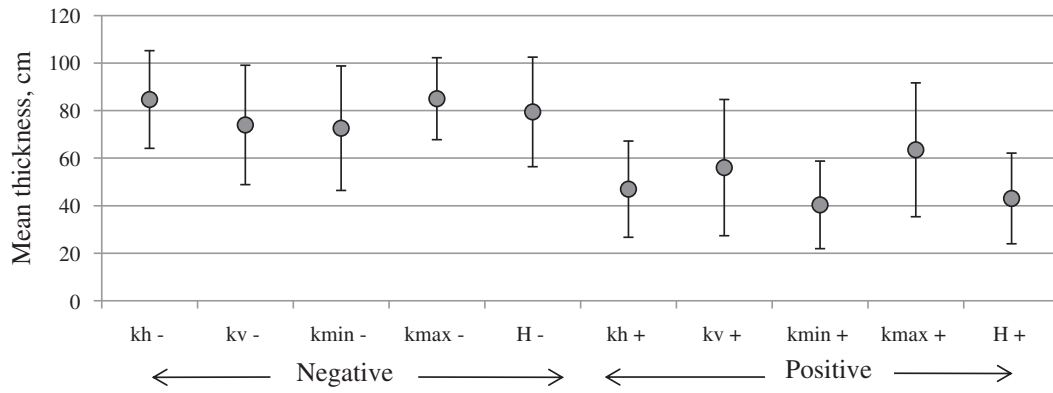 Mean thickness, cm
120
100
80
60
40
20
0
kh - kv - kmin - kmax - H - kh + kv + kmin + kmax + H +
Negative Positive